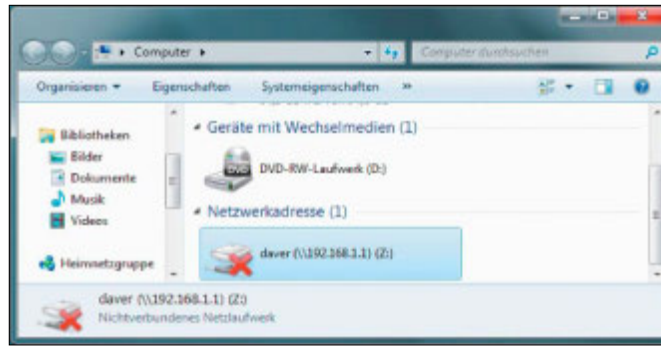 Computer
Computer durchsuchen
Organisieren
Eigenschaften
Systemeigenschaften
»
Bibliotheken
Bilder
Dokumente
Musik
Videos
Heimnetzgruppe
Geräte mit Wechselmedien (1)
DVD
DVD-RW-Laufwerk (D:)
Netzwerkadresse (1)
daver (\\192.168.1.1) (Z:)
daver (\\192.168.1.1) (Z:)
Nichtverbundenes Netzlaufwerk